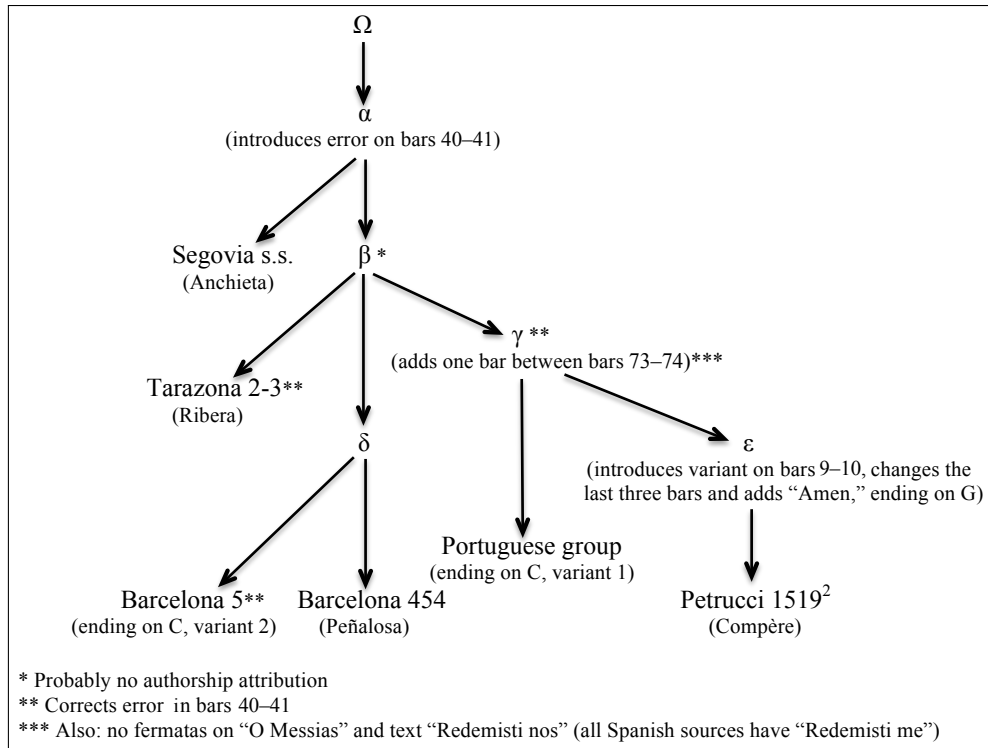 Ω
α
(introduces error on bars 40–41)
Segovia s.s.
(Anchieta)
β *
γ **
(adds one bar between bars 73–74)***
Tarazona 2-3**
(Ribera)
δ
ε
(introduces variant on bars 9–10, changes the
last three bars and adds “Amen,” ending on G)
Portuguese group
(ending on C, variant 1)
Barcelona 5**
(ending on C, variant 2)
Barcelona 454
(Peñalosa)
Petrucci 1519²
(Compère)
* Probably no authorship attribution
** Corrects error in bars 40–41
*** Also: no fermatas on “O Messias” and text “Redemisti nos” (all Spanish sources have “Redemisti me”)